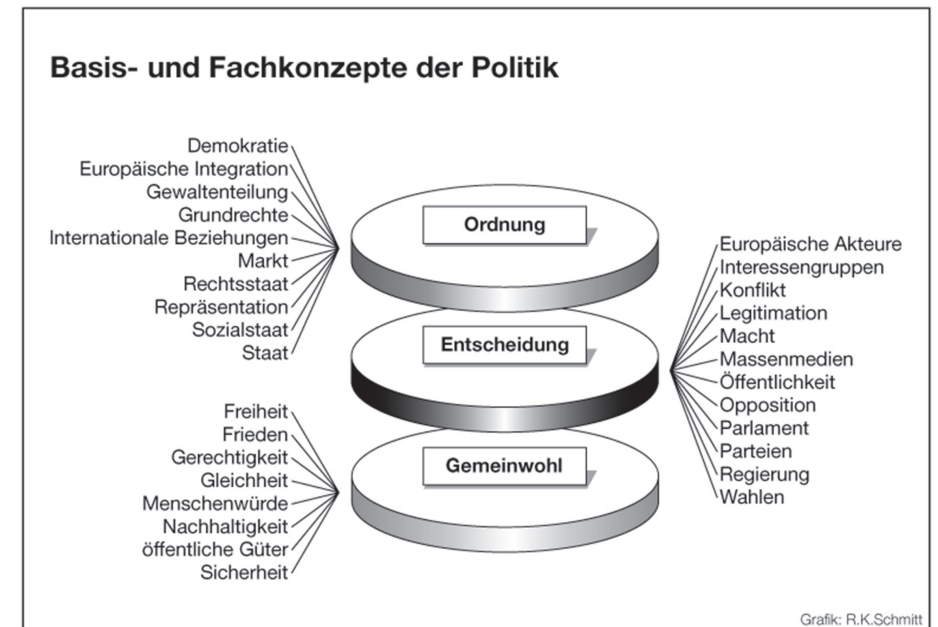 Basis- und Fachkonzepte der Politik
Demokratie
Europäische Integration
Gewaltenteilung
Grundrechte
Internationale Beziehungen
Markt
Rechtsstaat
Repräsentation
Sozialstaat
Staat
Ordnung
Entscheidung
Europäische Akteure
Interessengruppen
Konflikt
Legitimation
Macht
Massenmedien
Öffentlichkeit
Opposition
Parlament
Parteien
Regierung
Wahlen
Freiheit
Frieden
Gerechtigkeit
Gleichheit
Menschenwürde
Nachhaltigkeit
öffentliche Güter
Sicherheit
Gemeinwohl
Grafik: R.K.Schmitt